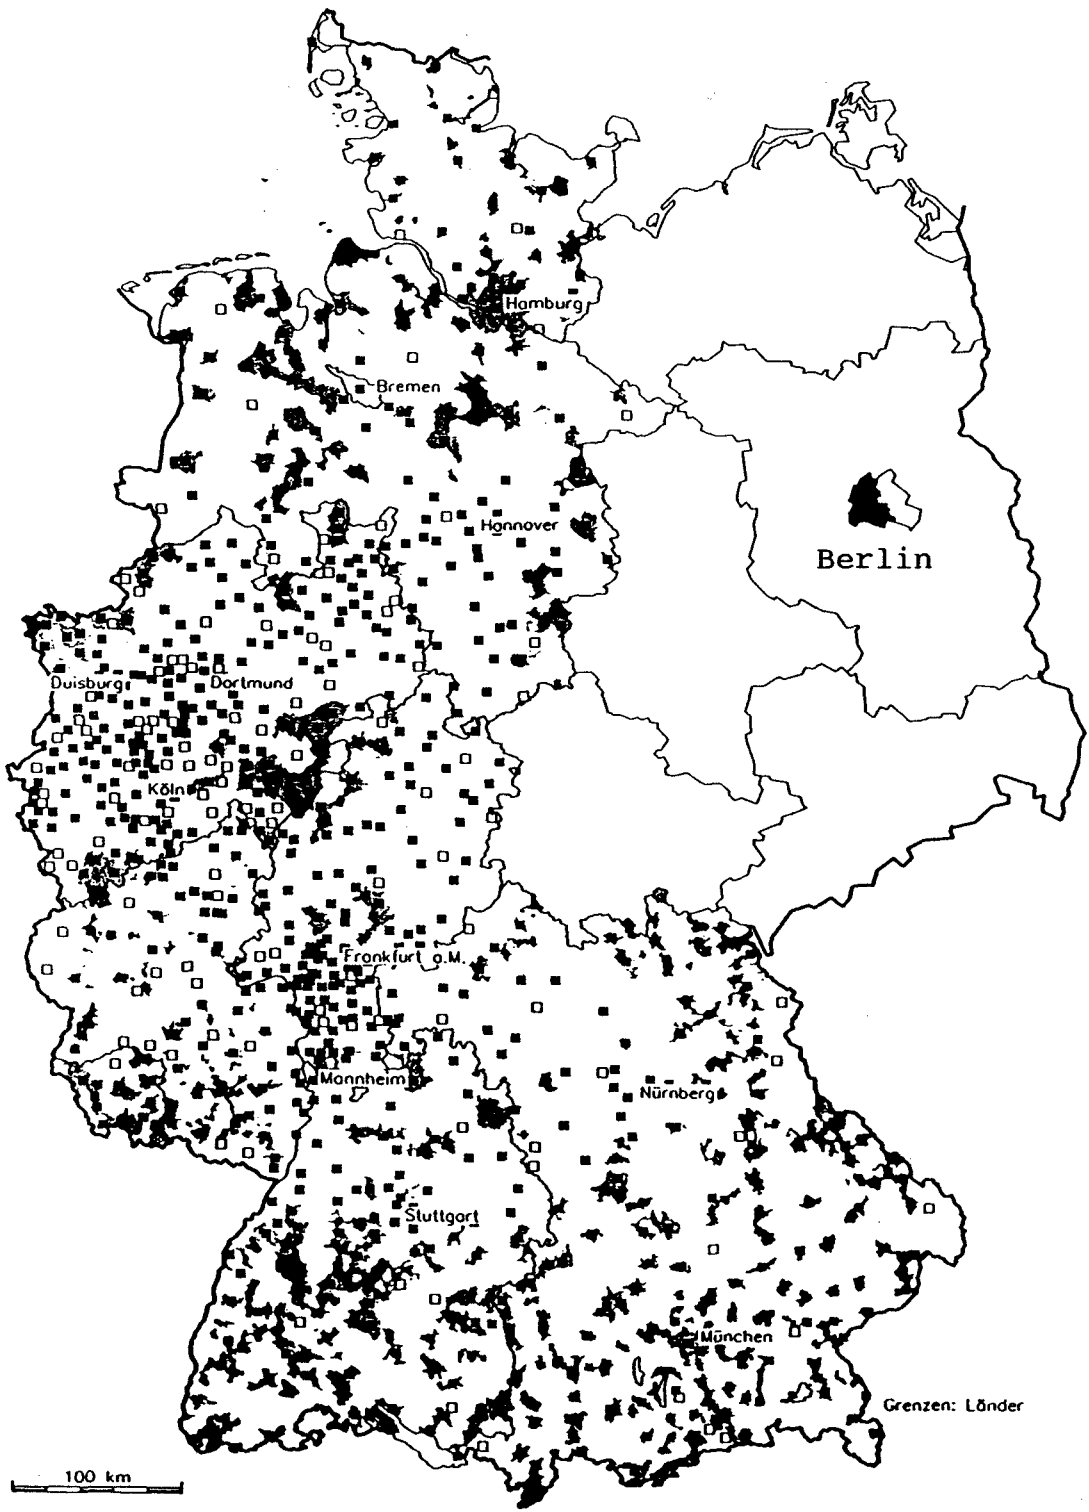 Hamburg
Bremen
Hannover
Berlin
Duisburg
Dortmund
Köln
Frankfurt a.M.
Mannheim
Nürnberg
Stuttgart
München
Grenzen: Länder
100 km